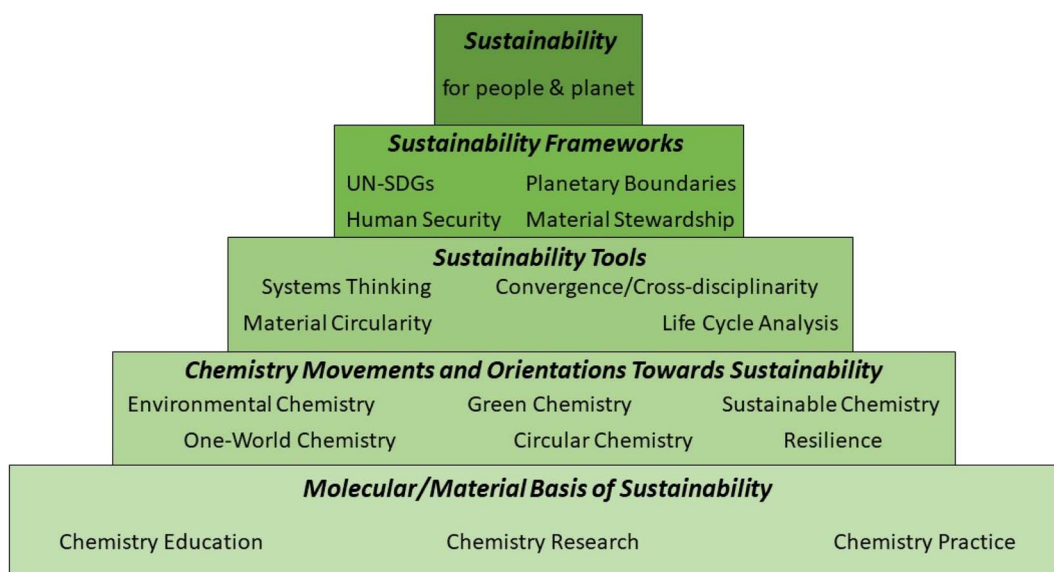 Sustainability
for people & planet
Sustainability Frameworks
UN-SDGs Planetary Boundaries
Human Security Material Stewardship
Sustainability Tools
Systems Thinking Convergence/Cross-disciplinarity
Material Circularity Life Cycle Analysis
Chemistry Movements and Orientations Towards Sustainability
Environmental Chemistry Green Chemistry Sustainable Chemistry
One-World Chemistry Circular Chemistry Resilience
Molecular/Material Basis of Sustainability
Chemistry Education Chemistry Research Chemistry Practice